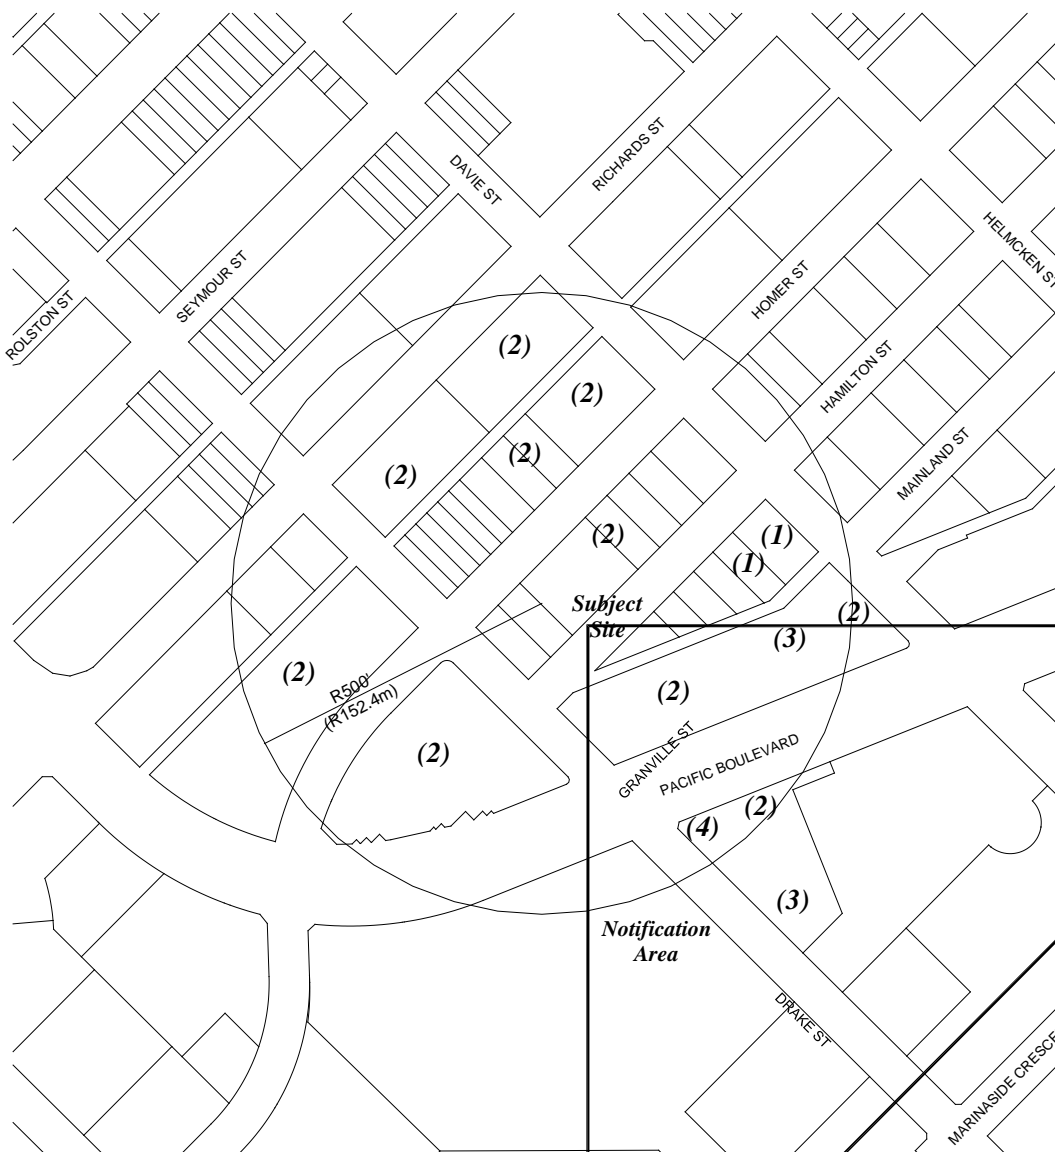 RICHARDS ST
DAVIE ST
HELMCKEN ST
SEYMOUR ST
HOMER ST
ROLSTON ST
(2)
HAMILTON ST
(2)
(2)
(2)
MAINLAND ST
(2)
(1)
(1)
Subject
Site
(2)
(3)
(2)
(2)
R500'
(R152.4m)
(2)
GRANVILLE ST
PACIFIC BOULEVARD
(2)
(4)
(3)
Notification
Area
DRAKE ST
MARINASIDE CRESCE